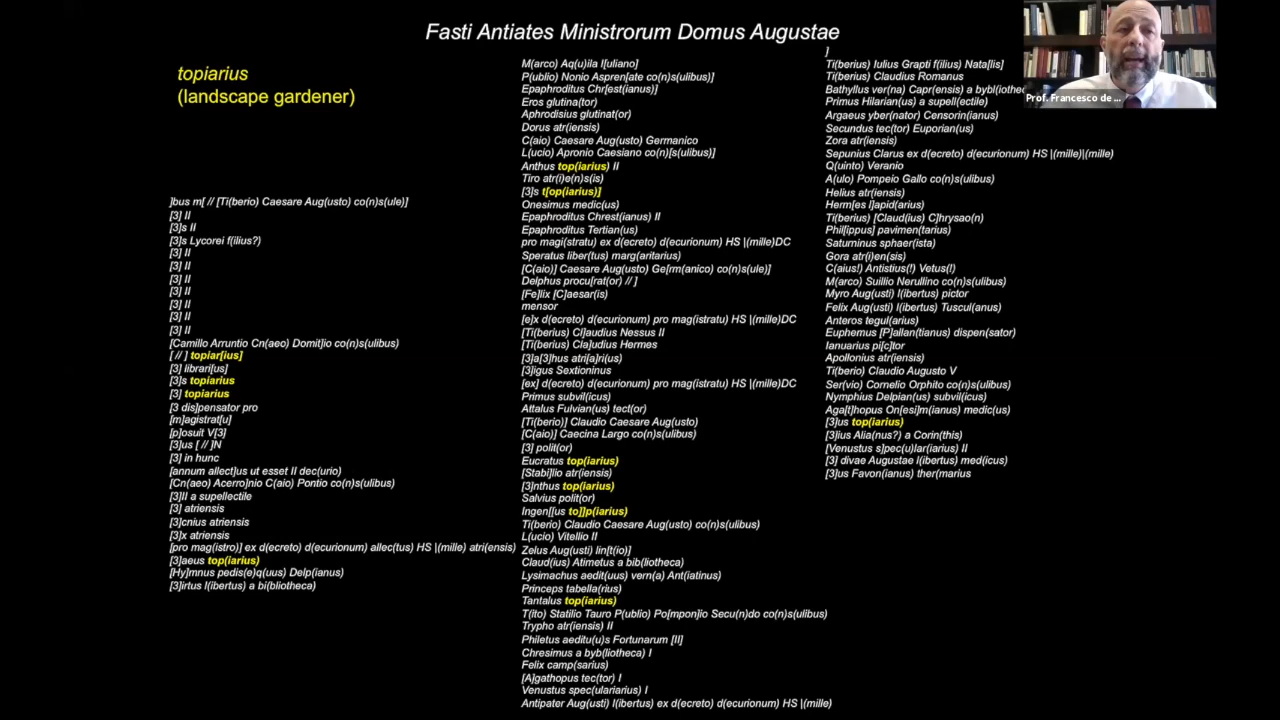 Fasti Antiates Ministrorum Domus Augustae
topiarius
(landscape gardener)
]bus m[ // [Ti(berio) Caesare Aug(usto) co(n)s(ule)]
[3] II
[3]s II
[3]s Lycorei f(ilius?)
[3] II
[3] II
[3] II
[3] II
[3] II
[3] II
[3] II
[Camillo Arruntio Cn(aeo) Domit]io co(n)s(ulibus)
[ // ] topiar[ius]
[3] librari[us]
[3]s topiarius
[3] topiarius
[3 dis]pensator pro
[m]agistrat[u]
[p]osuit V[3]
[3]us [ // ]N
[3] in hunc
[annum allect]us ut esset II dec(urio)
[Cn(aeo) Acerro]nio C(aio) Pontio co(n)s(ulibus)
[3]II a supellectile
[3] atriensis
[3]cnius atriensis
[3]x atriensis
[pro mag(istro)] ex d(ecreto) d(ecurionum) allec(tus) HS |(mille) atri(ensis)
[3]aeus top(iarius)
[Hy]mnus pedis(e)q(uus) Delp(ianus)
[3]irtus l(ibertus) a bi(bliotheca)
M(arco) Aq(u)ila I[uliano]
P(ublio) Nonio Aspren[ate co(n)s(ulibus)]
Epaphroditus Chr[est(ianus)]
Eros glutina(tor)
Aphrodisius glutinat(or)
Dorus atr(iensis)
C(aio) Caesare Aug(usto) Germanico
L(ucio) Apronio Caesiano co(n)[s(ulibus)]
Anthus top(iarius) II
Tiro atr(i)e(n)s(is)
[3]s t[op(iarius)]
Onesimus medic(us)
Epaphroditus Chrest(ianus) II
Epaphroditus Tertian(us)
pro magi(stratu) ex d(ecreto) d(ecurionum) HS |(mille)DC
Speratus liber(tus) marg(aritarius)
[C(aio)] Caesare Aug(usto) Ge[rm(anico) co(n)s(ule)]
Delphus procu[rat(or) // ]
[Fe]lix [C]aesar(is)
mensor
[e]x d(ecreto) d(ecurionum) pro mag(istratu) HS |(mille)DC
[Ti(berius) Cl]audius Nessus II
[Ti(berius) Cla]udius Hermes
[3]a[3]hus atri[a]ri(us)
[3]igus Sextioninus
[ex] d(ecreto) d(ecurionum) pro mag(istratu) HS |(mille)DC
Primus subvil(icus)
Attalus Fulvian(us) tect(or)
[Ti(berio)] Claudio Caesare Aug(usto)
[C(aio)] Caecina Largo co(n)s(ulibus)
[3] polit(or)
Eucratus top(iarius)
[Stabi]lio atr(iensis)
[3]nthus top(iarius)
Salvius polit(or)
Ingen[[us to]]p(iarius)
Ti(berio) Claudio Caesare Aug(usto) co(n)s(ulibus)
L(ucio) Vitellio II
Zelus Aug(usti) lin[t(io)]
Claud(ius) Atimetus a bib(liotheca)
Lysimachus aedit(uus) vern(a) Ant(iatinus)
Princeps tabella(rius)
Tantalus top(iarius)
T(ito) Statilio Tauro P(ublio) Po[mpon]io Secu(n)do co(n)s(ulibus)
Trypho atr(iensis) II
Philetus aeditu(u)s Fortunarum [II]
Chresimus a byb(liotheca) I
Felix camp(sarius)
[A]gathopus tec(tor) I
Venustus spec(ulariarius) I
Antipater Aug(usti) l(ibertus) ex d(ecreto) d(ecurionum) HS |(mille)
]
Ti(berius) Iulius Grapti f(ilius) Nata[lis]
Ti(berius) Claudius Romanus
Bathyllus ver(na) Capr(ensis) a bybl(iothec
Primus Hilarian(us) a supell(ectile)
Argaeus yber(nator) Censorin(ianus)
Secundus tec(tor) Euporian(us)
Zora atr(iensis)
Sepunius Clarus ex d(ecreto) d(ecurionum) HS |(mille)|(mille)
Q(uinto) Veranio
A(ulo) Pompeio Gallo co(n)s(ulibus)
Helius atr(iensis)
Herm[es l]apid(arius)
Ti(berius) [Claud(ius) C]hrysao(n)
Phil[ippus] pavimen(tarius)
Saturninus sphaer(ista)
Gora atr(i)en(sis)
C(aius!) Antistius(!) Vetus(!)
M(arco) Suillio Nerullino co(n)s(ulibus)
Myro Aug(usti) l(ibertus) pictor
Felix Aug(usti) l(ibertus) Tuscul(anus)
Anteros tegul(arius)
Euphemus [P]allan(tianus) dispen(sator)
Ianuarius pi[c]tor
Apollonius atr(iensis)
Ti(berio) Claudio Augusto V
Ser(vio) Cornelio Orphito co(n)s(ulibus)
Nymphius Delpian(us) subvil(icus)
Aga[t]hopus On[esi]m(ianus) medic(us)
[3]us top(iarius)
[3]ius Alia(nus?) a Corin(this)
[Venustus s]pec(u)lar(iarius) II
[3] divae Augustae l(ibertus) med(icus)
[3]us Favon(ianus) ther(marius
Prof. Francesco de ...